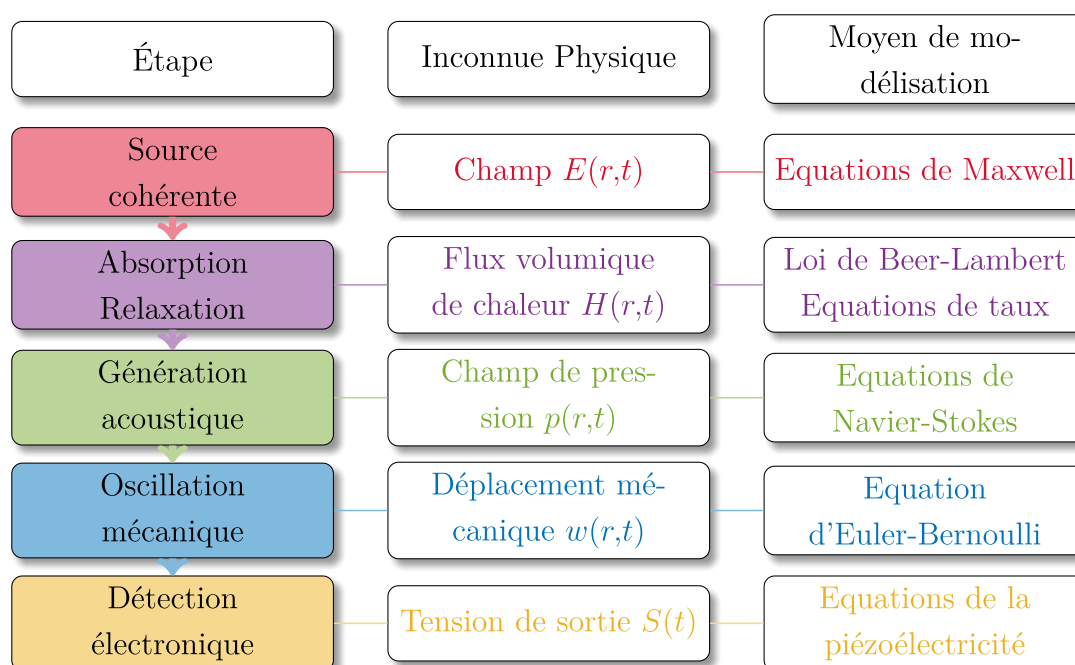 Étape
Inconnue Physique
Moyen de mo-
délisation
Source
cohérente
Champ E(r,t)
Equations de Maxwell
Absorption
Relaxation
Flux volumique
de chaleur H(r,t)
Loi de Beer-Lambert
Equations de taux
Génération
acoustique
Champ de pres-
sion p(r,t)
Equations de
Navier-Stokes
Oscillation
mécanique
Déplacement mé-
canique w(r,t)
Equation
d'Euler-Bernoulli
Détection
électronique
Tension de sortie S(t)
Equations de la
piézoélectricité